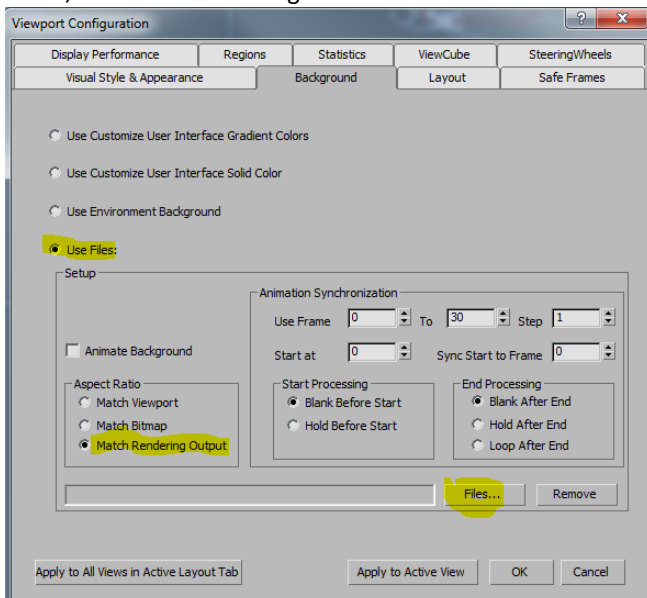 Viewport Configuration
Display Performance Regions Statistics ViewCube SteeringWheels
Visual Style & Appearance Background Layout Safe Frames
Use Customize User Interface Gradient Colors
Use Customize User Interface Solid Color
Use Environment Background
Use Files:
Setup
Animation Synchronization
Use Frame 0 To 30 Step 1
Animate Background
Start at 0 Sync Start to Frame 0
Aspect Ratio Start Processing End Processing
Match Viewport Blank Before Start Blank After End
Match Bitmap Hold Before Start Hold After End
Match Rendering Output Loop After End
Files... Remove
Apply to All Views in Active Layout Tab Apply to Active View OK Cancel